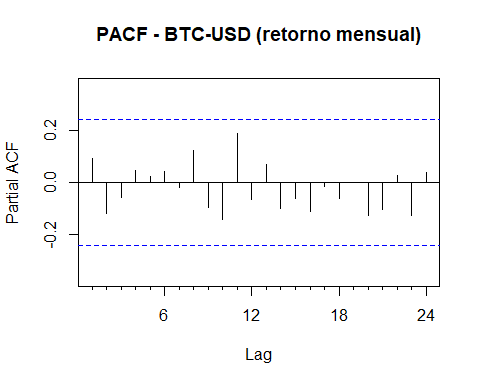 PACF - BTC-USD (retorno mensual)
Partial ACF
0.2
0.0
-0.2
6 12 18 24
Lag